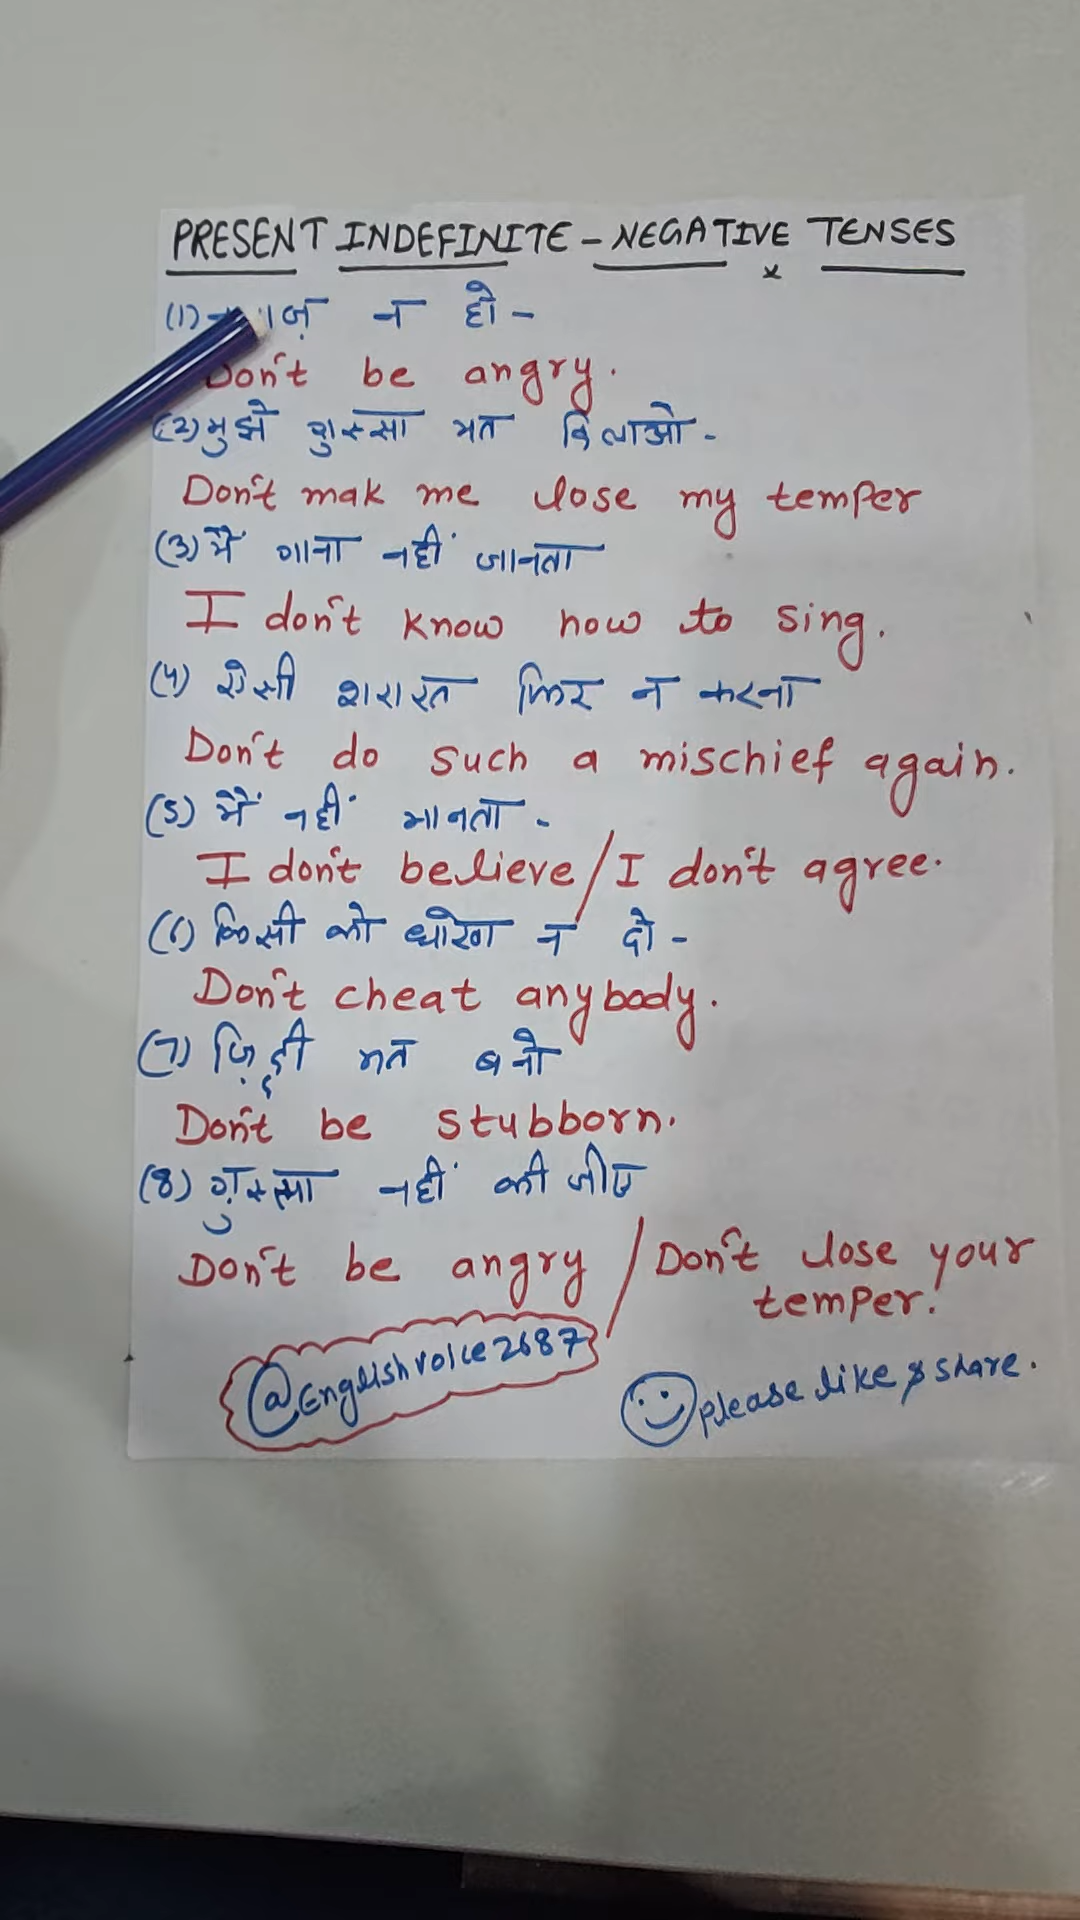 PRESENT INDEFINITE - NEGATIVE TENSES
(1) न हो -
Don't be angry.
(2) मुझे गुस्सा मत दिलाओ -
Don't mak me lose my temper
(3) मैं गाना नहीं जानता
I don't know how to sing.
(4) ऐसी शरारत फिर न करना
Don't do such a mischief again.
(5) मैं नहीं मानता -
I don't believe / I don't agree.
(6) किसी को धोखा न दो -
Don't cheat anybody.
(7) ज़िद्दी मत बनो
Don't be stubborn.
(8) ग़ुस्सा नहीं कीजीए
Don't be angry / Don't lose your
temper.
@Englishvoice2687
please like & share.